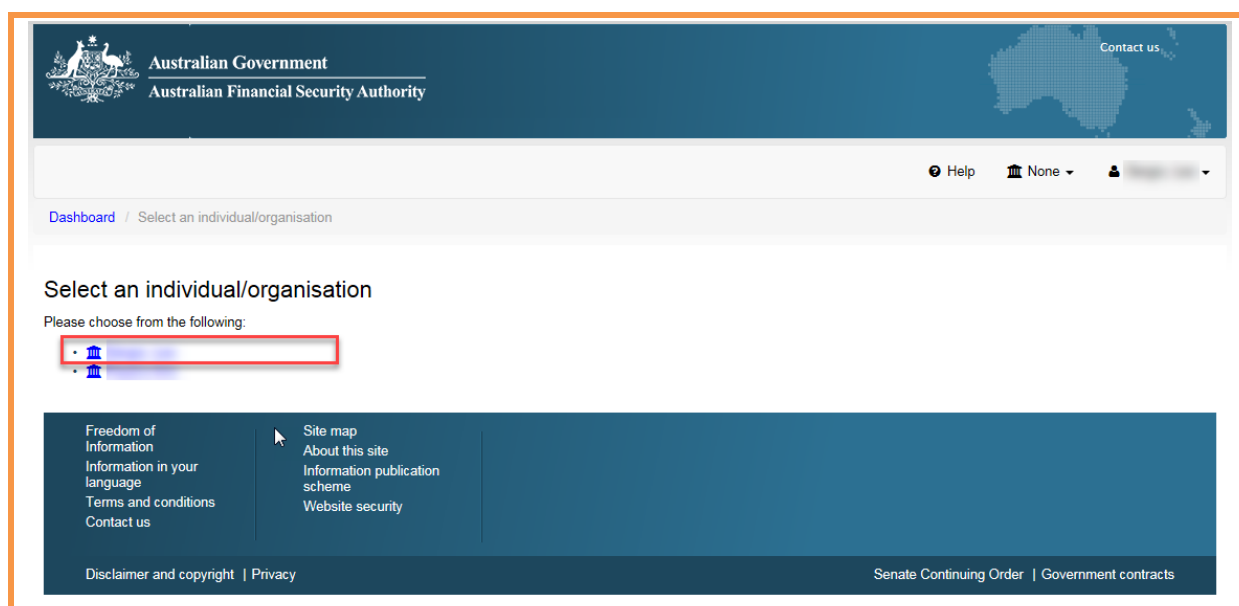 Australian Government
Australian Financial Security Authority
Contact us
Help None
Dashboard / Select an individual/organisation
Select an individual/organisation
Please choose from the following:
Freedom of
Information
Information in your
language
Terms and conditions
Contact us
Site map
About this site
Information publication
scheme
Website security
Disclaimer and copyright | Privacy
Senate Continuing Order | Government contracts